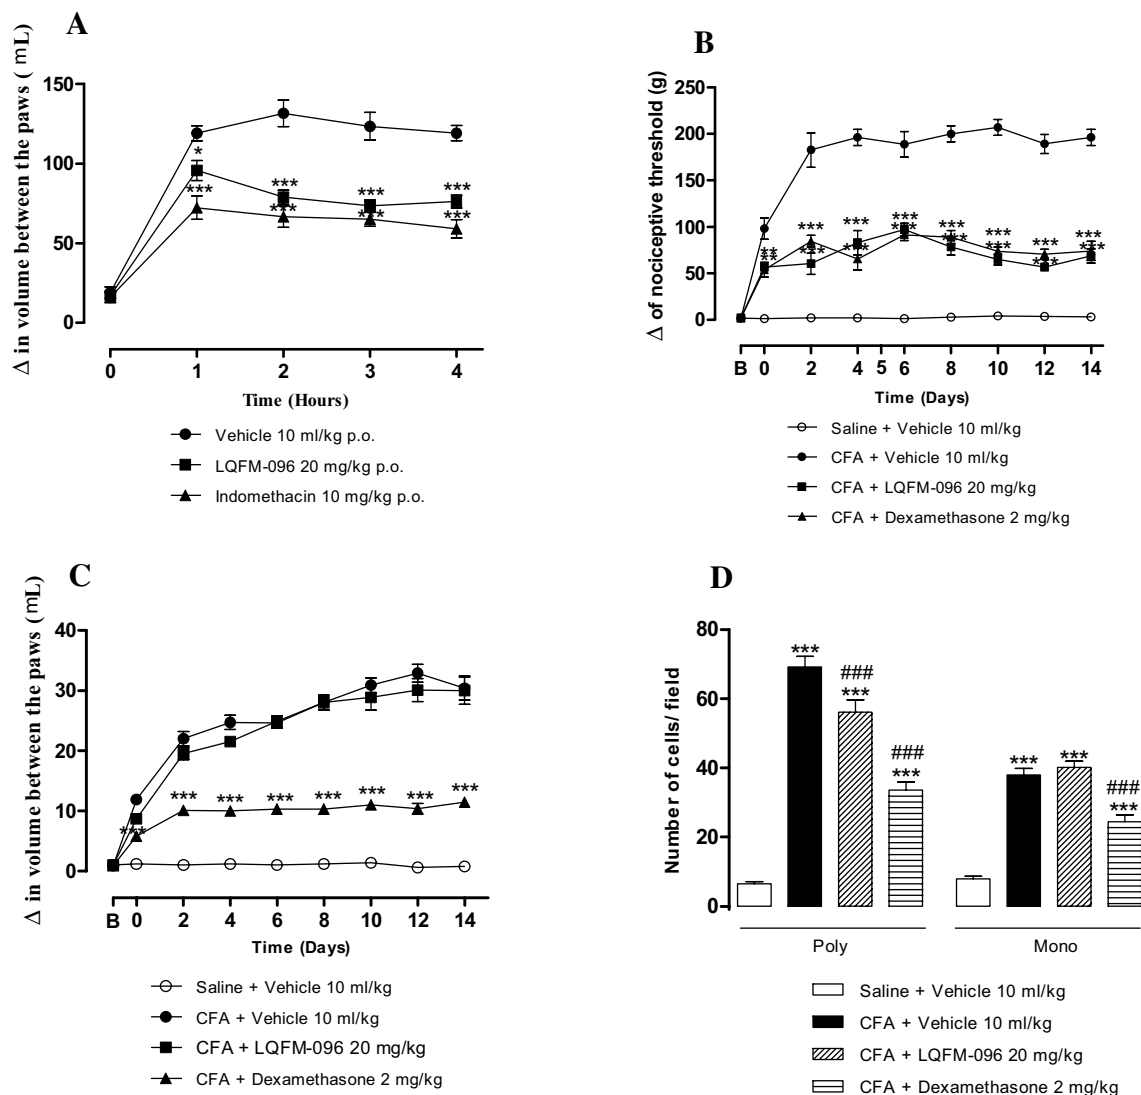 A
Δ in volume between the paws ( mL)
150
100
50
0
*
***
***
***
***
***
***
***
0 1 2 3 4
Time (Hours)
Vehicle 10 ml/kg p.o.
LQFM-096 20 mg/kg p.o.
Indomethacin 10 mg/kg p.o.
B
Δ of nociceptive threshold (g)
250
200
150
100
50
0
**
**
***
***
***
***
***
***
***
***
***
***
***
***
***
***
B 0 2 4 5 6 8 10 12 14
Time (Days)
Saline + Vehicle 10 ml/kg
CFA + Vehicle 10 ml/kg
CFA + LQFM-096 20 mg/kg
CFA + Dexamethasone 2 mg/kg
C
Δ in volume between the paws (mL)
40
30
20
10
0
***
***
***
***
***
***
***
***
B 0 2 4 6 8 10 12 14
Time (Days)
Saline + Vehicle 10 ml/kg
CFA + Vehicle 10 ml/kg
CFA + LQFM-096 20 mg/kg
CFA + Dexamethasone 2 mg/kg
D
Number of cells/ field
80
60
40
20
0
***
###
***
###
***
***
***
###
***
Poly Mono
Saline + Vehicle 10 ml/kg
CFA + Vehicle 10 ml/kg
CFA + LQFM-096 20 mg/kg
CFA + Dexamethasone 2 mg/kg